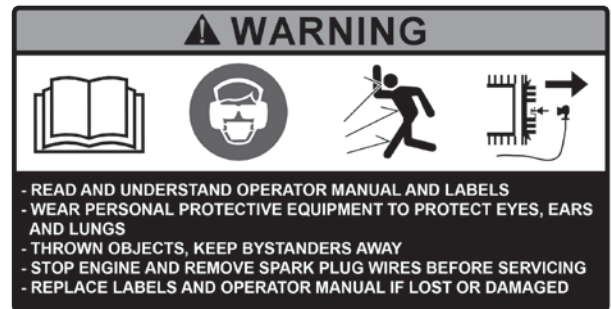 WARNING
- READ AND UNDERSTAND OPERATOR MANUAL AND LABELS
- WEAR PERSONAL PROTECTIVE EQUIPMENT TO PROTECT EYES, EARS
AND LUNGS
- THROWN OBJECTS, KEEP BYSTANDERS AWAY
- STOP ENGINE AND REMOVE SPARK PLUG WIRES BEFORE SERVICING
- REPLACE LABELS AND OPERATOR MANUAL IF LOST OR DAMAGED